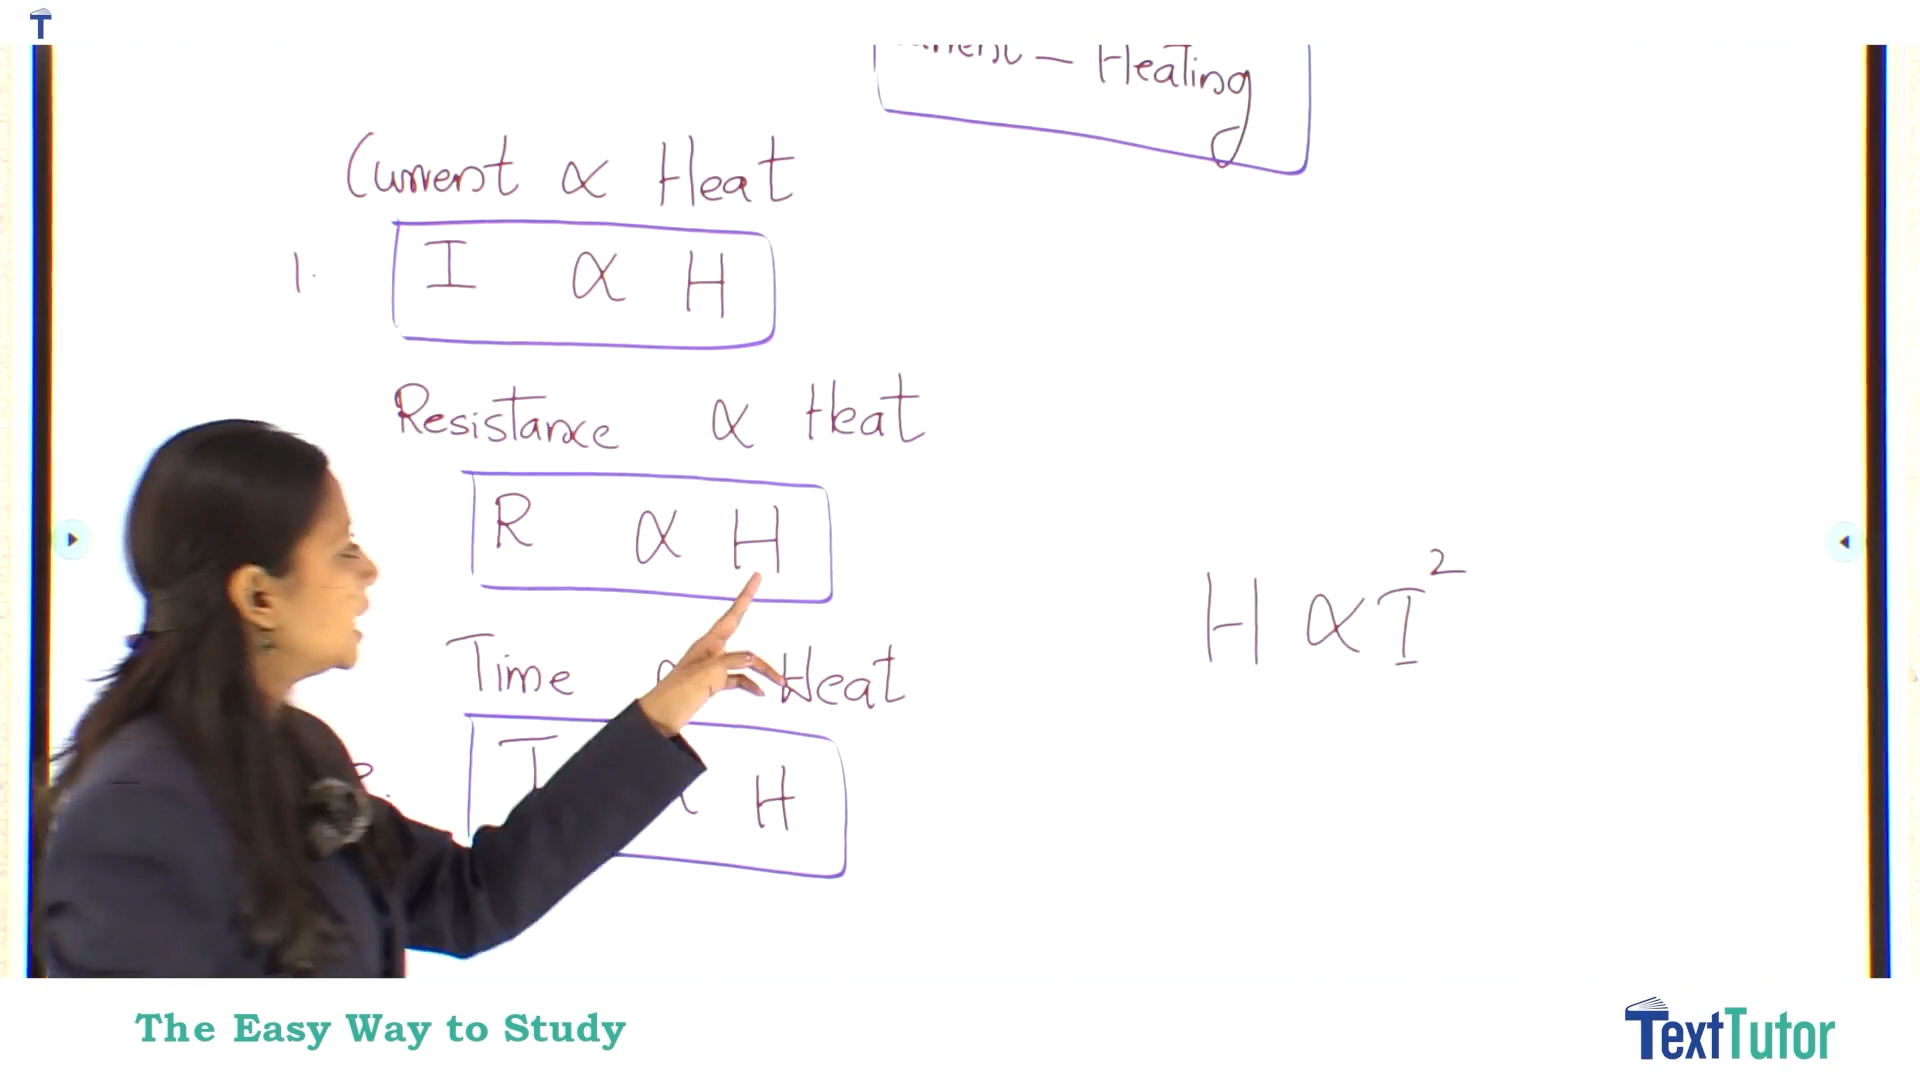 T
– Heating
Current ∝ Heat
1. I ∝ H
Resistance ∝ Heat
R ∝ H
Time ∝ Heat
T ∝ H
H ∝ I²
The Easy Way to Study
TextTutor